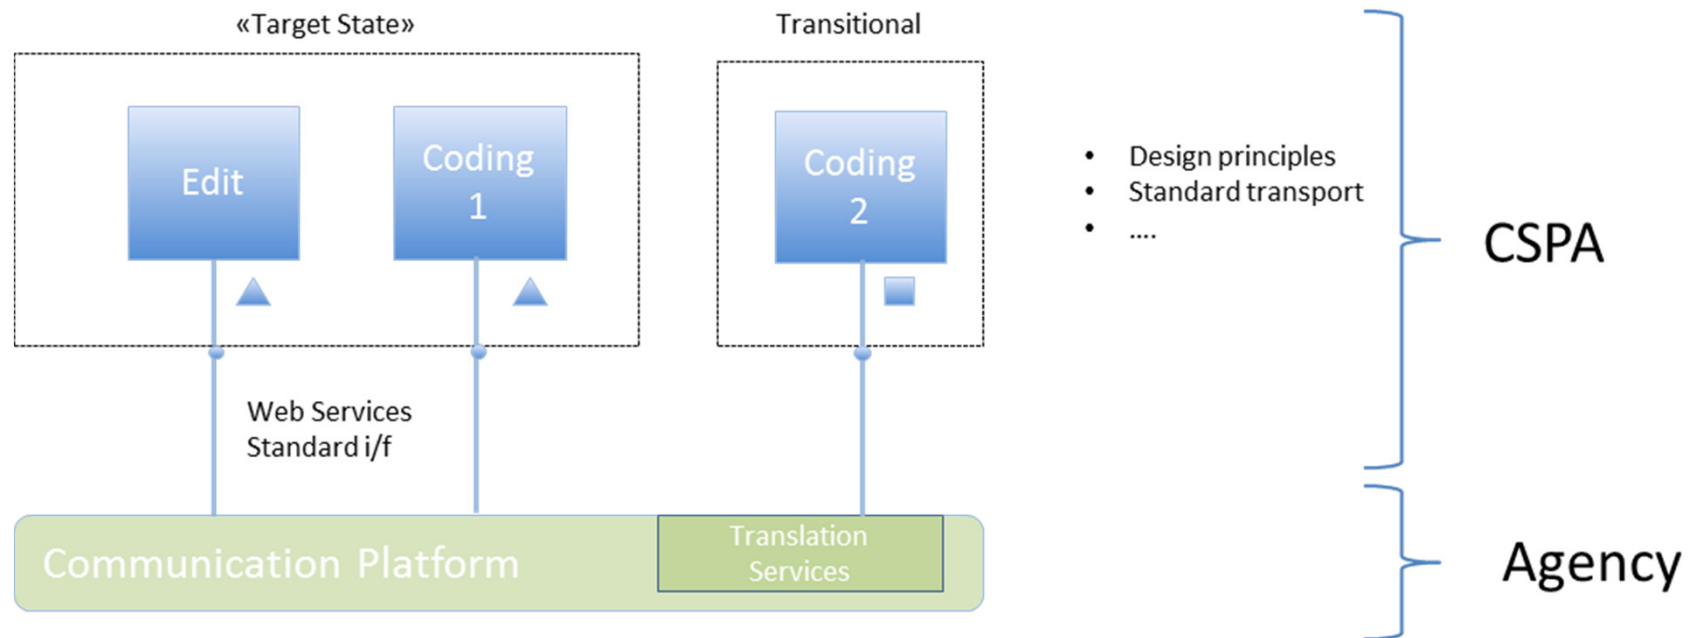 «Target State»
Transitional
Edit
Coding
1
Coding
2
• Design principles
• Standard transport
• ....
CSPA
Web Services
Standard i/f
Communication Platform
Translation
Services
Agency